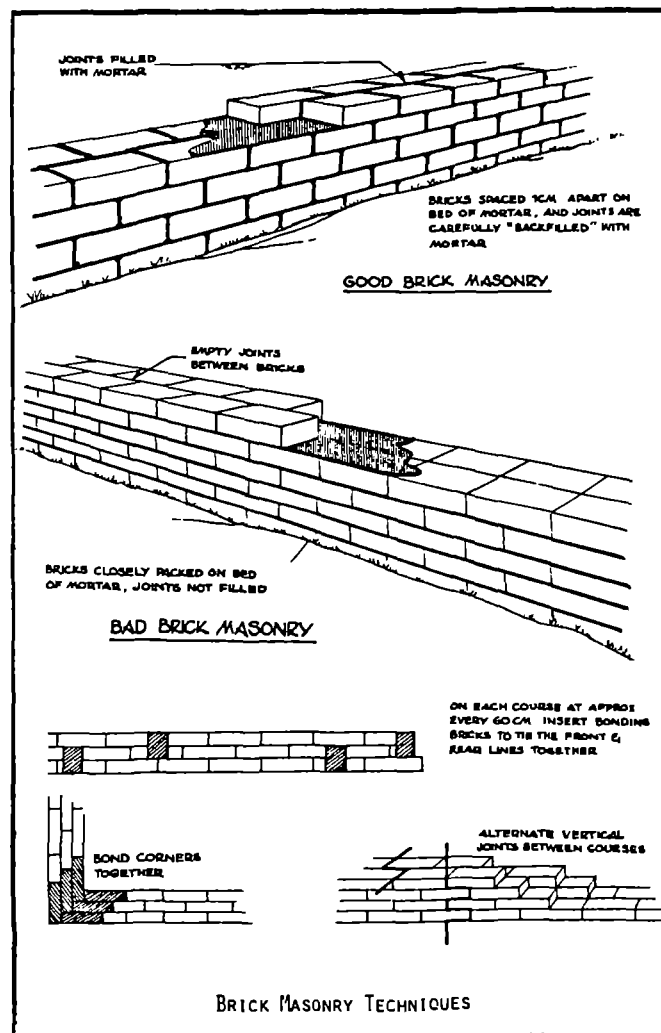 JOINTS FILLED
WITH MORTAR
BRICKS SPACED 1CM APART ON
BED OF MORTAR, AND JOINTS ARE
CAREFULLY "BACKFILLED" WITH
MORTAR
GOOD BRICK MASONRY
EMPTY JOINTS
BETWEEN BRICKS
BRICKS CLOSELY PACKED ON BED
OF MORTAR, JOINTS NOT FILLED
BAD BRICK MASONRY
ON EACH COURSE AT APPROX
EVERY 60CM INSERT BONDING
BRICKS TO TIE THE FRONT &
REAR LINES TOGETHER
BOND CORNERS
TOGETHER
ALTERNATE VERTICAL
JOINTS BETWEEN COURSES
BRICK MASONRY TECHNIQUES